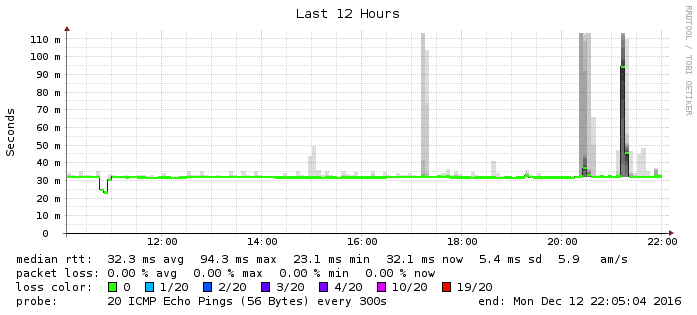 Last 12 Hours
RRDTOOL / TOBI OETIKER
Seconds
110 m
100 m
90 m
80 m
70 m
60 m
50 m
40 m
30 m
20 m
10 m
0
12:00 14:00 16:00 18:00 20:00 22:00
median rtt: 32.3 ms avg 94.3 ms max 23.1 ms min 32.1 ms now 5.4 ms sd 5.9 am/s
packet loss: 0.00 % avg 0.00 % max 0.00 % min 0.00 % now
loss color: 0 1/20 2/20 3/20 4/20 10/20 19/20
probe: 20 ICMP Echo Pings (56 Bytes) every 300s end: Mon Dec 12 22:05:04 2016